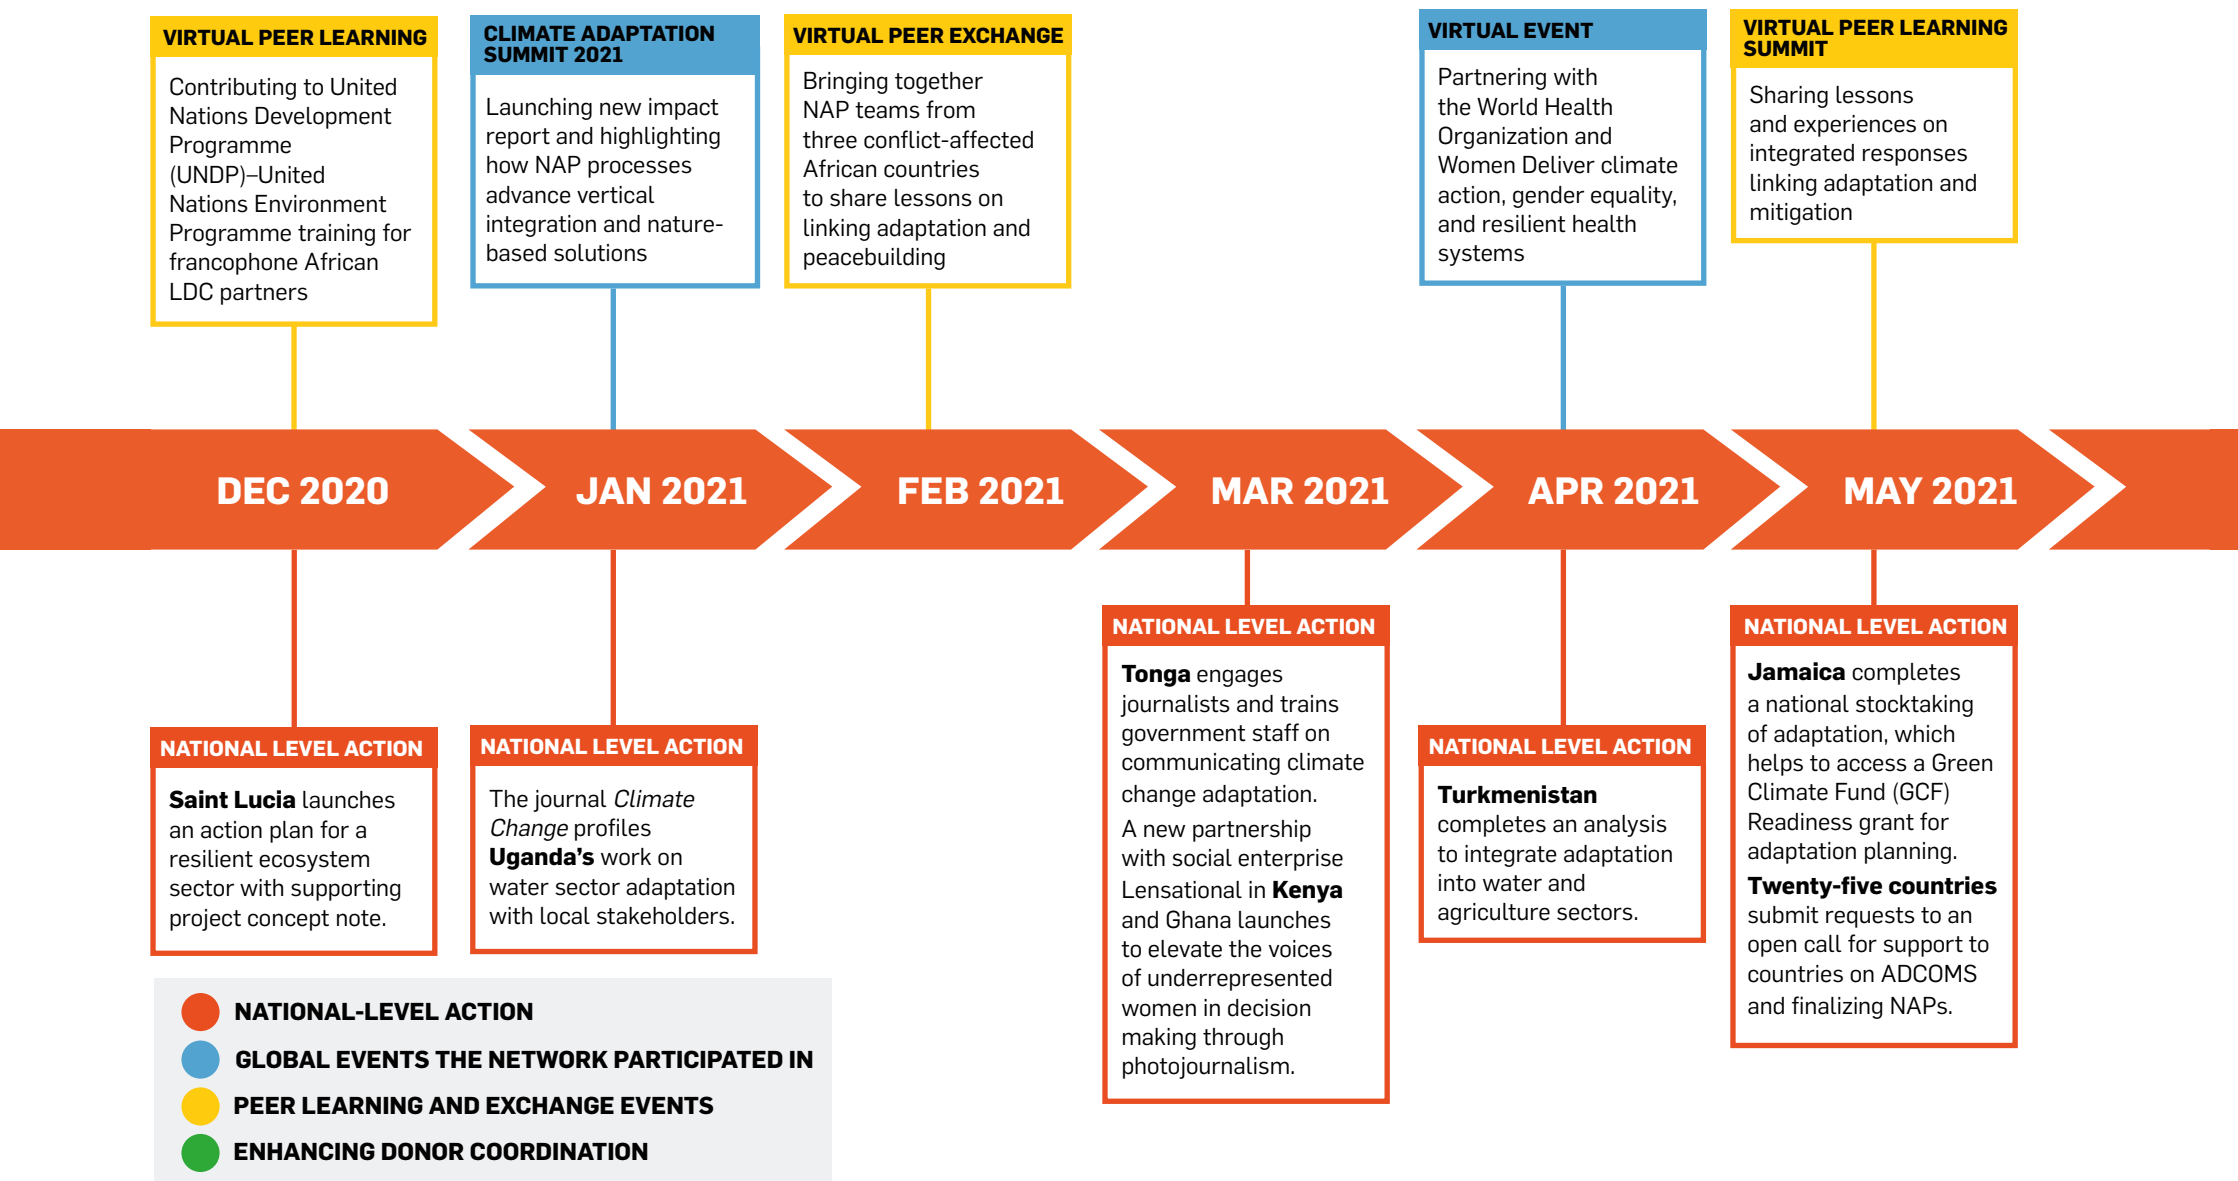 VIRTUAL PEER LEARNING
Contributing to United
Nations Development
Programme
(UNDP)–United
Nations Environment
Programme training for
francophone African
LDC partners
CLIMATE ADAPTATION
SUMMIT 2021
Launching new impact
report and highlighting
how NAP processes
advance vertical
integration and nature-
based solutions
VIRTUAL PEER EXCHANGE
Bringing together
NAP teams from
three conflict-affected
African countries
to share lessons on
linking adaptation and
peacebuilding
VIRTUAL EVENT
Partnering with
the World Health
Organization and
Women Deliver climate
action, gender equality,
and resilient health
systems
VIRTUAL PEER LEARNING
SUMMIT
Sharing lessons
and experiences on
integrated responses
linking adaptation and
mitigation
DEC 2020
JAN 2021
FEB 2021
MAR 2021
APR 2021
MAY 2021
NATIONAL LEVEL ACTION
Saint Lucia launches
an action plan for a
resilient ecosystem
sector with supporting
project concept note.
NATIONAL LEVEL ACTION
The journal Climate
Change profiles
Uganda’s work on
water sector adaptation
with local stakeholders.
NATIONAL LEVEL ACTION
Tonga engages
journalists and trains
government staff on
communicating climate
change adaptation.
A new partnership
with social enterprise
Lensational in Kenya
and Ghana launches
to elevate the voices
of underrepresented
women in decision
making through
photojournalism.
NATIONAL LEVEL ACTION
Turkmenistan
completes an analysis
to integrate adaptation
into water and
agriculture sectors.
NATIONAL LEVEL ACTION
Jamaica completes
a national stocktaking
of adaptation, which
helps to access a Green
Climate Fund (GCF)
Readiness grant for
adaptation planning.
Twenty-five countries
submit requests to an
open call for support to
countries on ADCOMS
and finalizing NAPs.
NATIONAL-LEVEL ACTION
GLOBAL EVENTS THE NETWORK PARTICIPATED IN
PEER LEARNING AND EXCHANGE EVENTS
ENHANCING DONOR COORDINATION